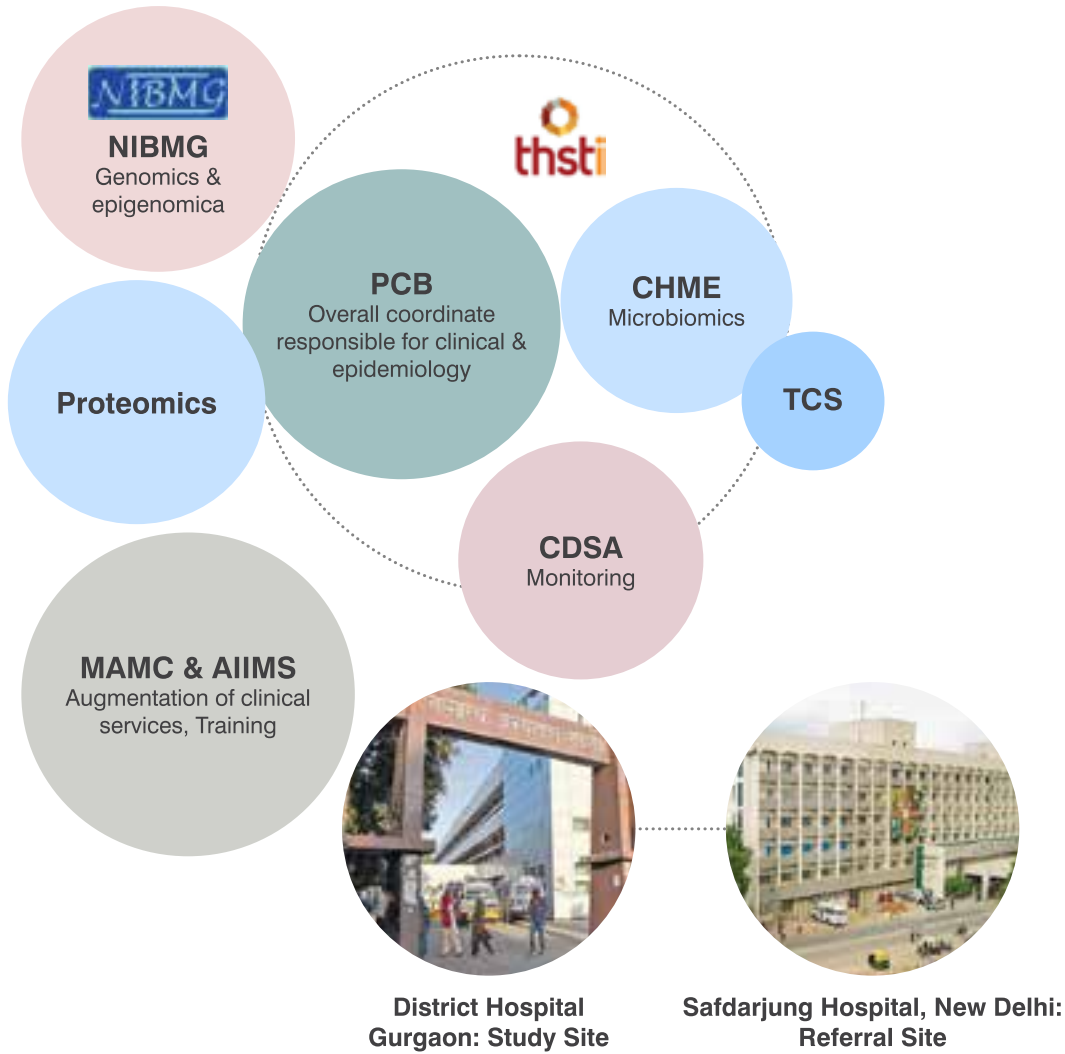 NIBMG
NIBMG
Genomics &
epigenomica
thsti
PCB
Overall coordinate
responsible for clinical &
epidemiology
CHME
Microbiomics
TCS
Proteomics
CDSA
Monitoring
MAMC & AIIMS
Augmentation of clinical
services, Training
District Hospital
Gurgaon: Study Site
Safdarjung Hospital, New Delhi:
Referral Site